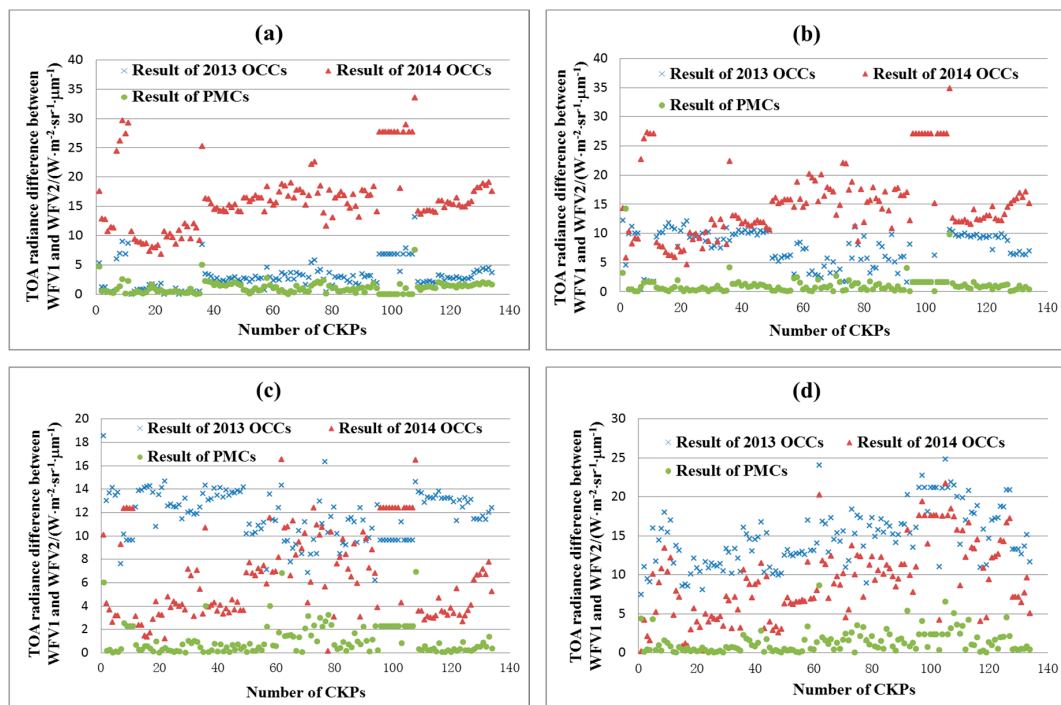 (a)
TOA radiance difference between
WFV1 and WFV2/(W·m⁻²·sr⁻¹·μm⁻¹)
40
35
30
25
20
15
10
5
0
Result of 2013 OCCs
Result of 2014 OCCs
Result of PMCs
0 20 40 60 80 100 120 140
Number of CKPs
(b)
TOA radiance difference between
WFV1 and WFV2/(W·m⁻²·sr⁻¹·μm⁻¹)
40
35
30
25
20
15
10
5
0
Result of 2013 OCCs
Result of 2014 OCCs
Result of PMCs
0 20 40 60 80 100 120 140
Number of CKPs
(c)
TOA radiance difference between
WFV1 and WFV2/(W·m⁻²·sr⁻¹·μm⁻¹)
20
18
16
14
12
10
8
6
4
2
0
Result of 2013 OCCs
Result of 2014 OCCs
Result of PMCs
0 20 40 60 80 100 120 140
Number of CKPs
(d)
TOA radiance difference between
WFV1 and WFV2/(W·m⁻²·sr⁻¹·μm⁻¹)
30
25
20
15
10
5
0
Result of 2013 OCCs
Result of 2014 OCCs
Result of PMCs
0 20 40 60 80 100 120 140
Number of CKPs